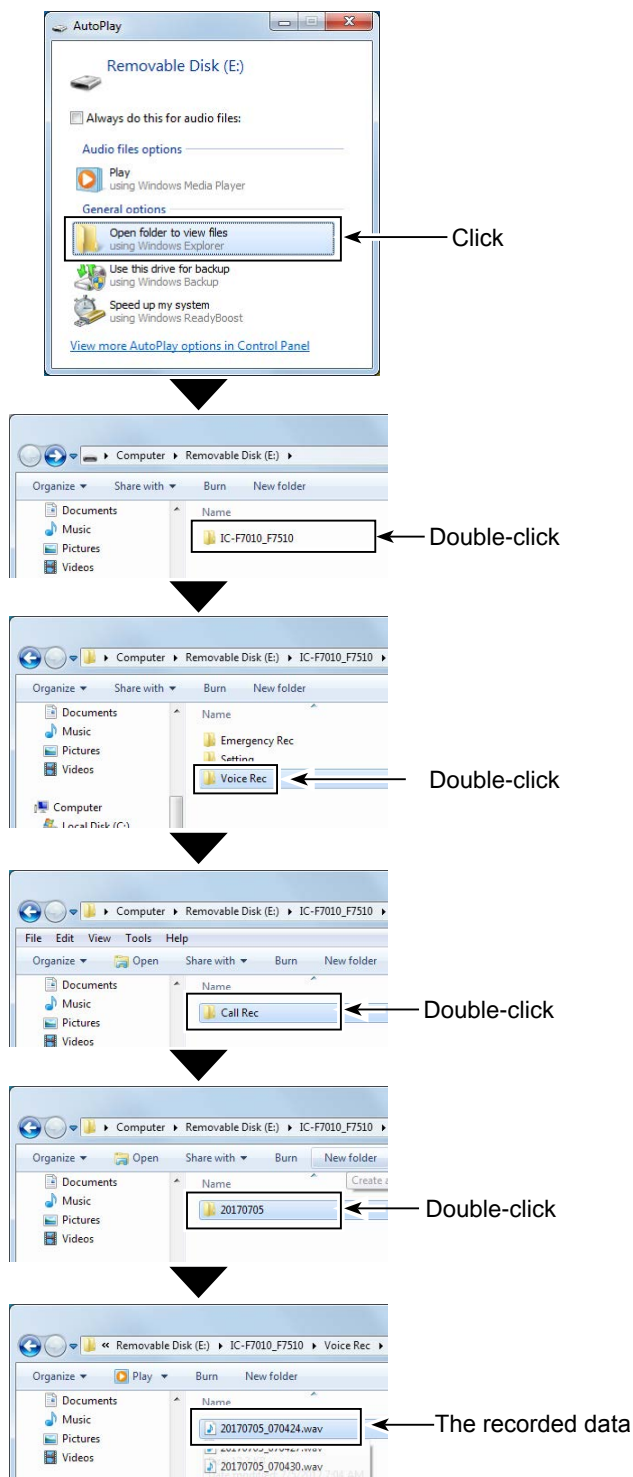 AutoPlay
Removable Disk (E:)
Always do this for audio files:
Audio files options
Play
using Windows Media Player
General options
Open folder to view files
using Windows Explorer
Click
Use this drive for backup
using Windows Backup
Speed up my system
using Windows ReadyBoost
View more AutoPlay options in Control Panel
Computer Removable Disk (E:)
Organize Share with Burn New folder
Documents Name
Music IC-F7010_F7510 Double-click
Pictures
Videos
Computer Removable Disk (E:) IC-F7010_F7510
Organize Share with Burn New folder
Documents Name
Music Emergency Rec
Pictures Setting
Videos Voice Rec Double-click
Computer
Local Disk (C:)
Computer Removable Disk (E:) IC-F7010_F7510
File Edit View Tools Help
Organize Open Share with Burn New folder
Documents Name
Music Call Rec Double-click
Pictures
Videos
Computer Removable Disk (E:) IC-F7010_F7510
Organize Open Share with Burn New folder
Documents Name Create a
Music 20170705 Double-click
Pictures
Videos
« Removable Disk (E:) IC-F7010_F7510 Voice Rec
Organize Play Burn New folder
Documents Name
Music 20170705_070424.wav The recorded data
Pictures 20170705_070427.wav
Videos 20170705_070430.wav